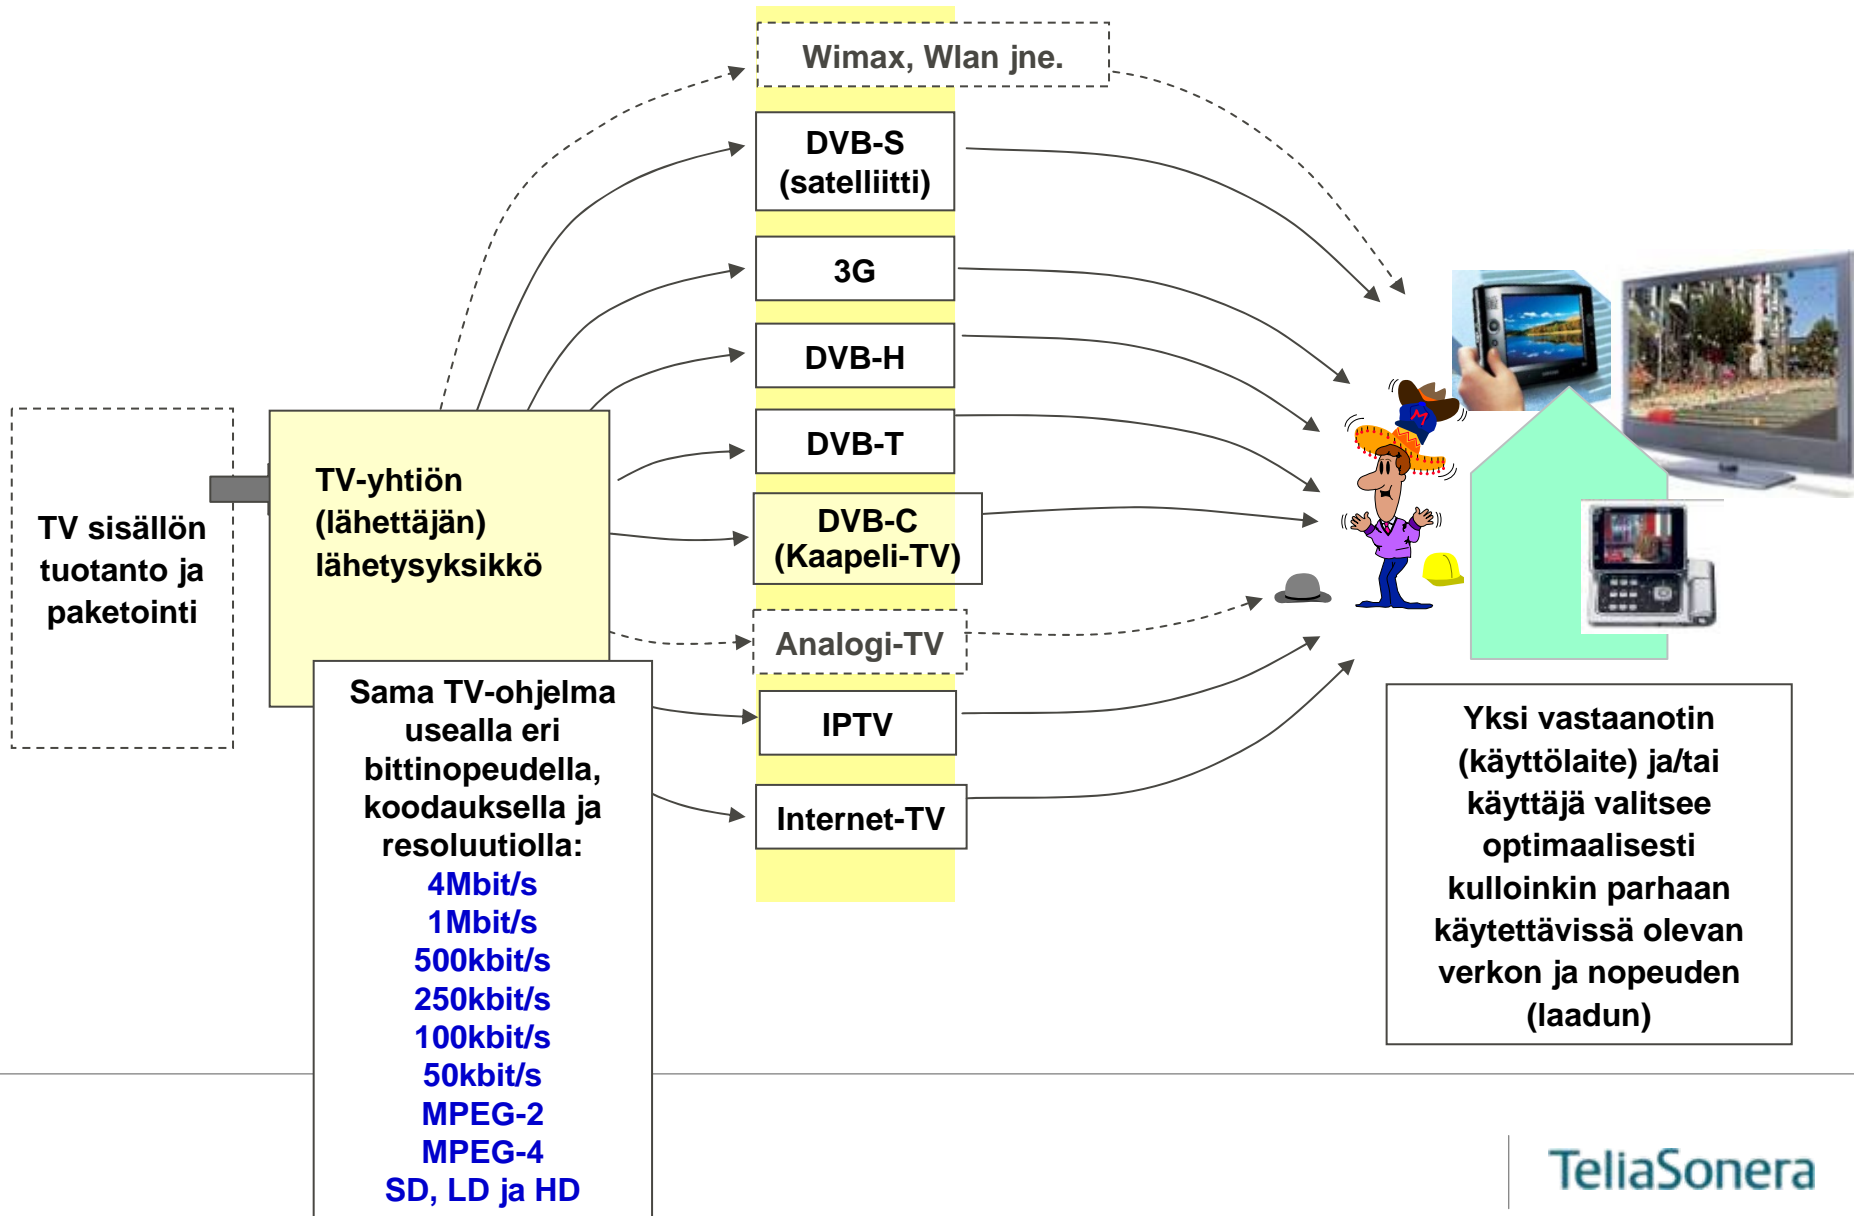 Wimax, Wlan jne.
DVB-S
(satelliitti)
3G
DVB-H
DVB-T
DVB-C
(Kaapeli-TV)
Analogi-TV
IPTV
Internet-TV
TV sisällön
tuotanto ja
paketointi
TV-yhtiön
(lähettäjän)
lähetysyksikkö
Sama TV-ohjelma
usealla eri
bittinopeudella,
koodauksella ja
resoluutiolla:
4Mbit/s
1Mbit/s
500kbit/s
250kbit/s
100kbit/s
50kbit/s
MPEG-2
MPEG-4
SD, LD ja HD
M
Yksi vastaanotin
(käyttölaite) ja/tai
käyttäjä valitsee
optimaalisesti
kulloinkin parhaan
käytettävissä olevan
verkon ja nopeuden
(laadun)
TeliaSonera